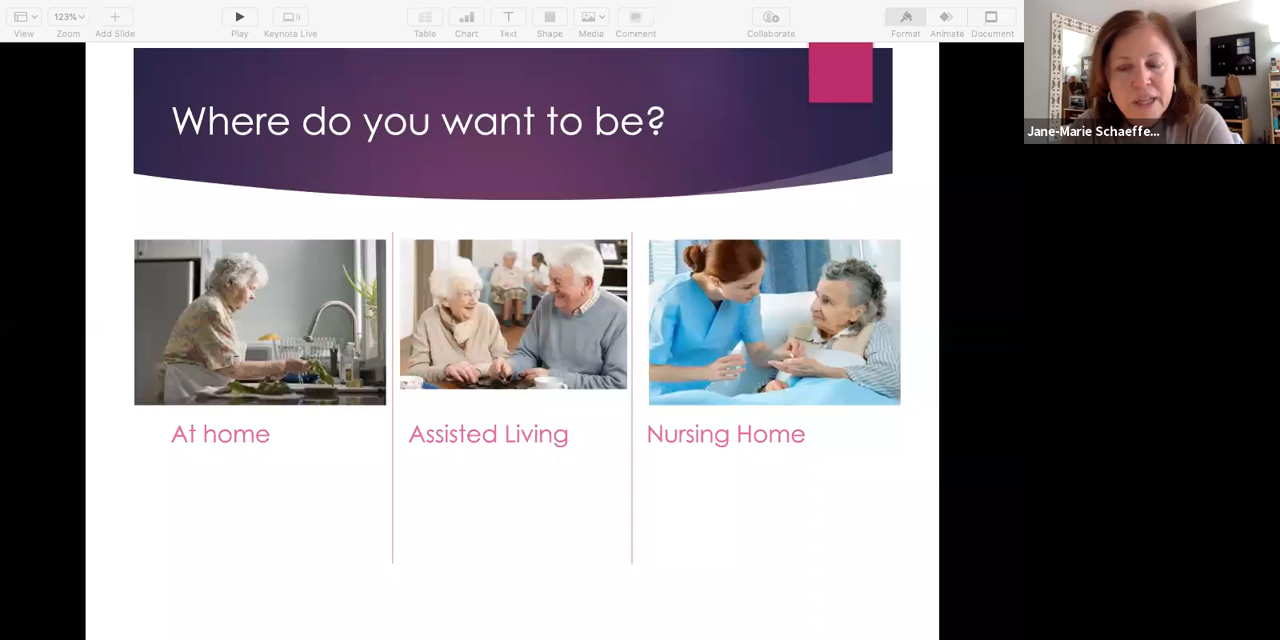 123%
View
Zoom
Add Slide
Play
Keynote Live
Table
Chart
Text
Shape
Media
Comment
Collaborate
Format
Animate
Document
Jane-Marie Schaeffe...
Where do you want to be?
At home
Assisted Living
Nursing Home